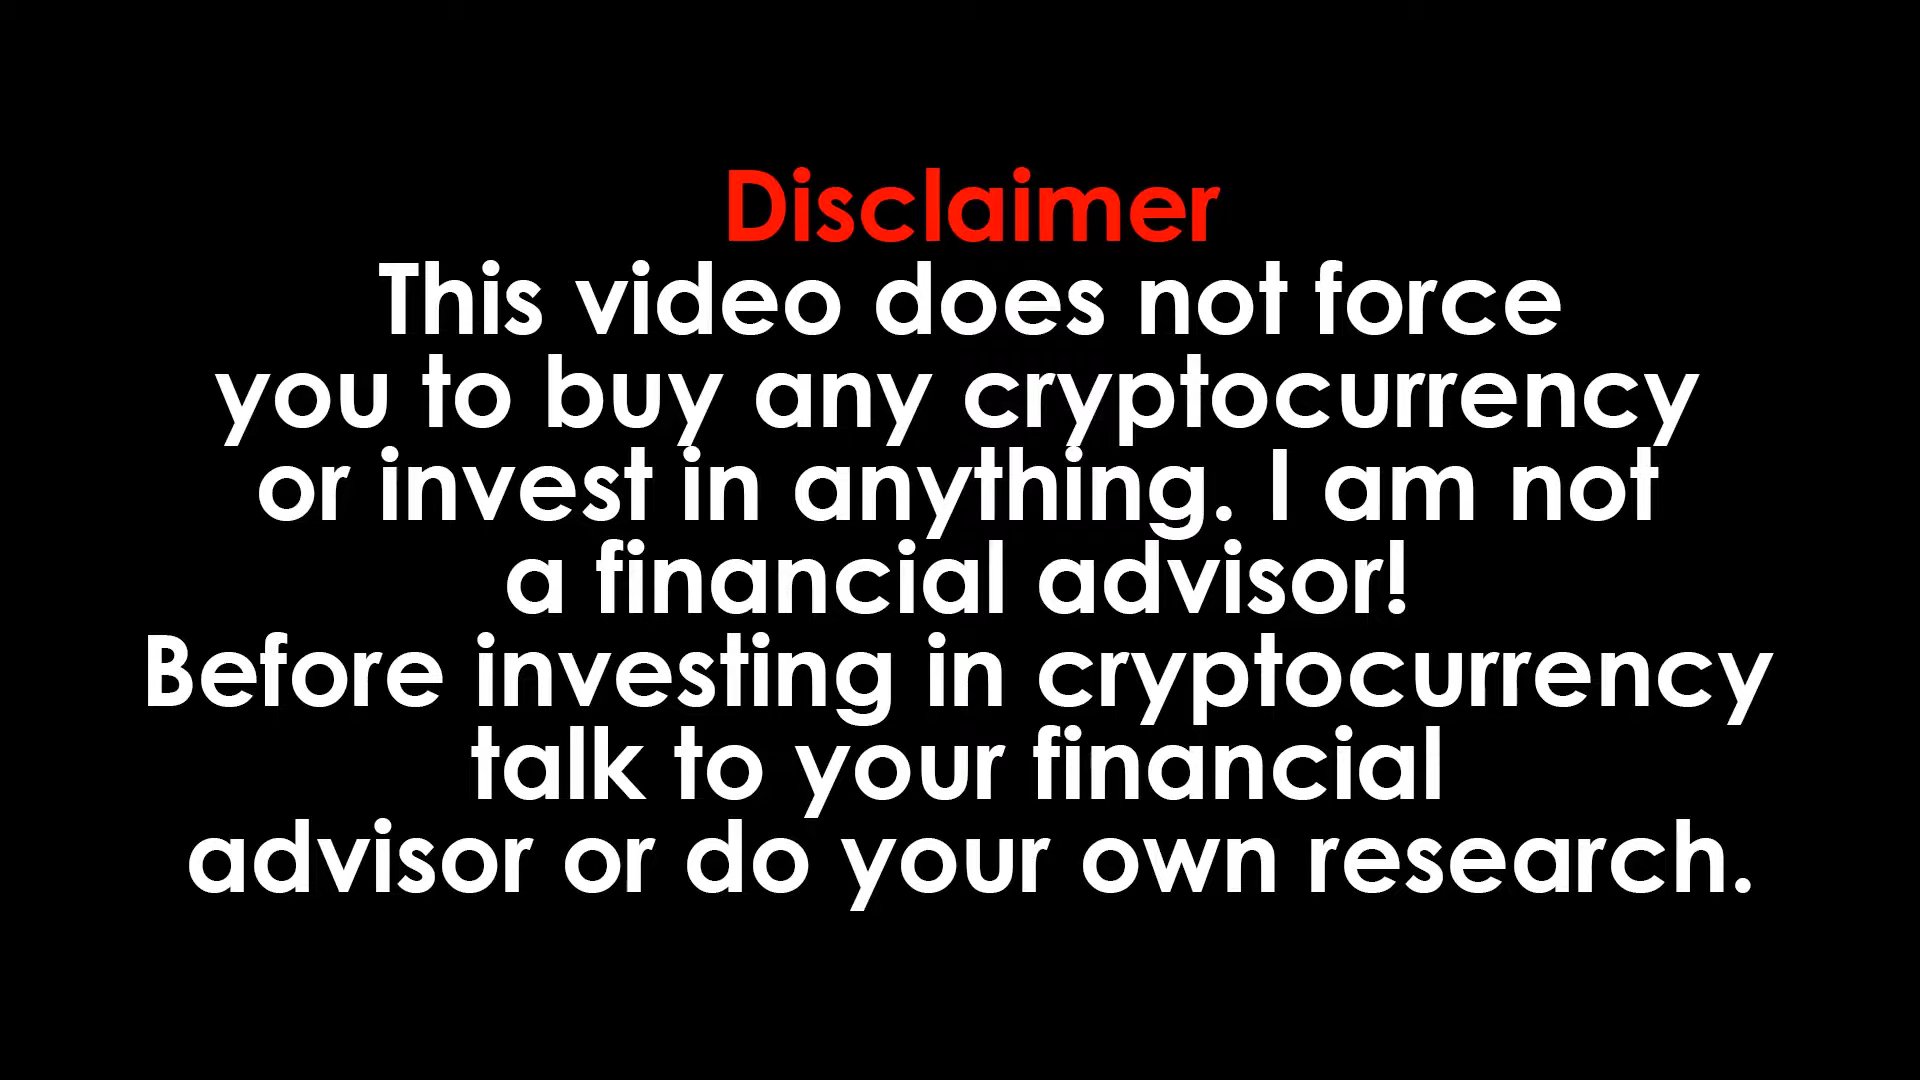 Disclaimer
This video does not force
you to buy any cryptocurrency
or invest in anything. I am not
a financial advisor!
Before investing in cryptocurrency
talk to your financial
advisor or do your own research.